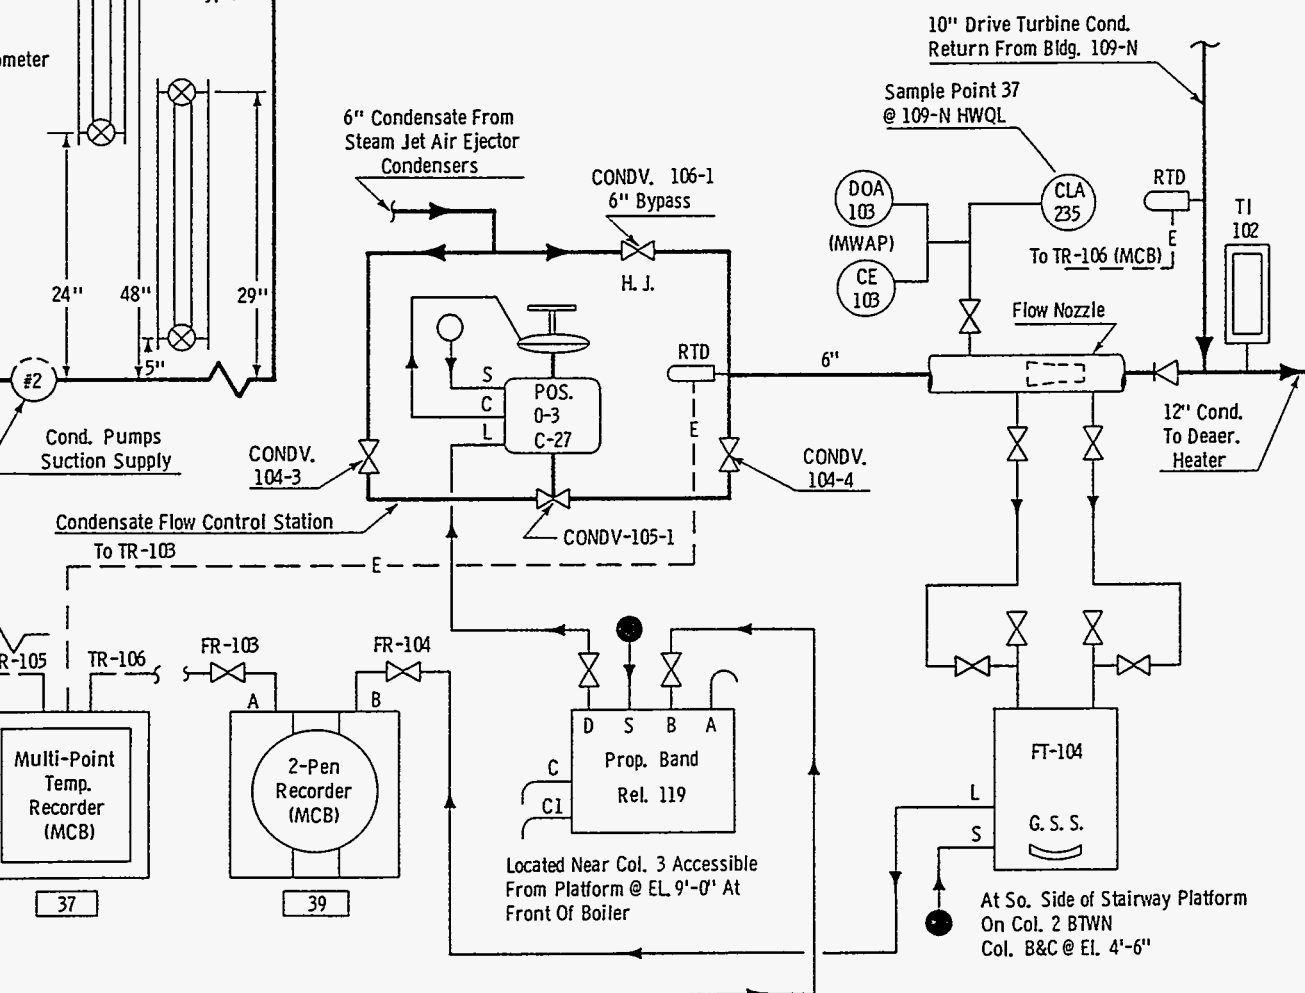 ometer
24"
48"
29"
5"
#2
Cond. Pumps
Suction Supply
6" Condensate From
Steam Jet Air Ejector
Condensers
CONDV. 106-1
6" Bypass
H. J.
10" Drive Turbine Cond.
Return From Bldg. 109-N
Sample Point 37
@ 109-N HWQL
DOA
103
(MWAP)
CE
103
CLA
235
RTD
E
To TR-106 (MCB)
TI
102
Flow Nozzle
RTD
6"
12" Cond.
To Deaer.
Heater
S
C
L
POS.
0-3
C-27
E
CONDV.
104-3
CONDV.
104-4
Condensate Flow Control Station
CONDV-105-1
To TR-103
E
R-105
TR-106
FR-103
FR-104
A
B
Multi-Point
Temp.
Recorder
(MCB)
37
2-Pen
Recorder
(MCB)
39
D S B A
Prop. Band
Rel. 119
C
C1
Located Near Col. 3 Accessible
From Platform @ EL. 9'-0" At
Front Of Boiler
FT-104
L
G. S. S.
S
At So. Side of Stairway Platform
On Col. 2 BTWN
Col. B&C @ El. 4'-6"